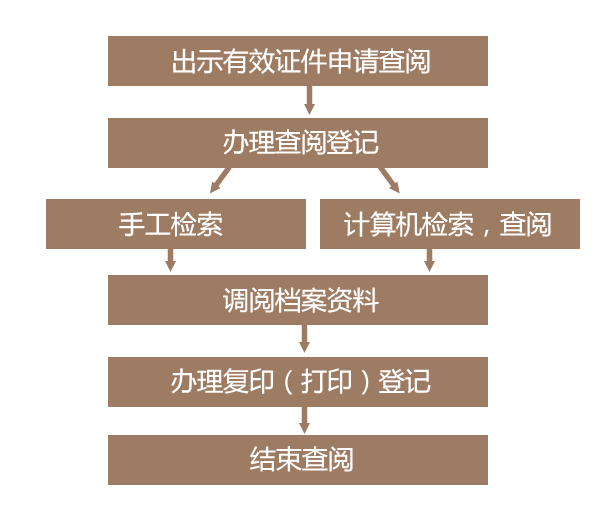 出示有效证件申请查阅
办理查阅登记
手工检索
计算机检索，查阅
调阅档案资料
办理复印（打印）登记
结束查阅